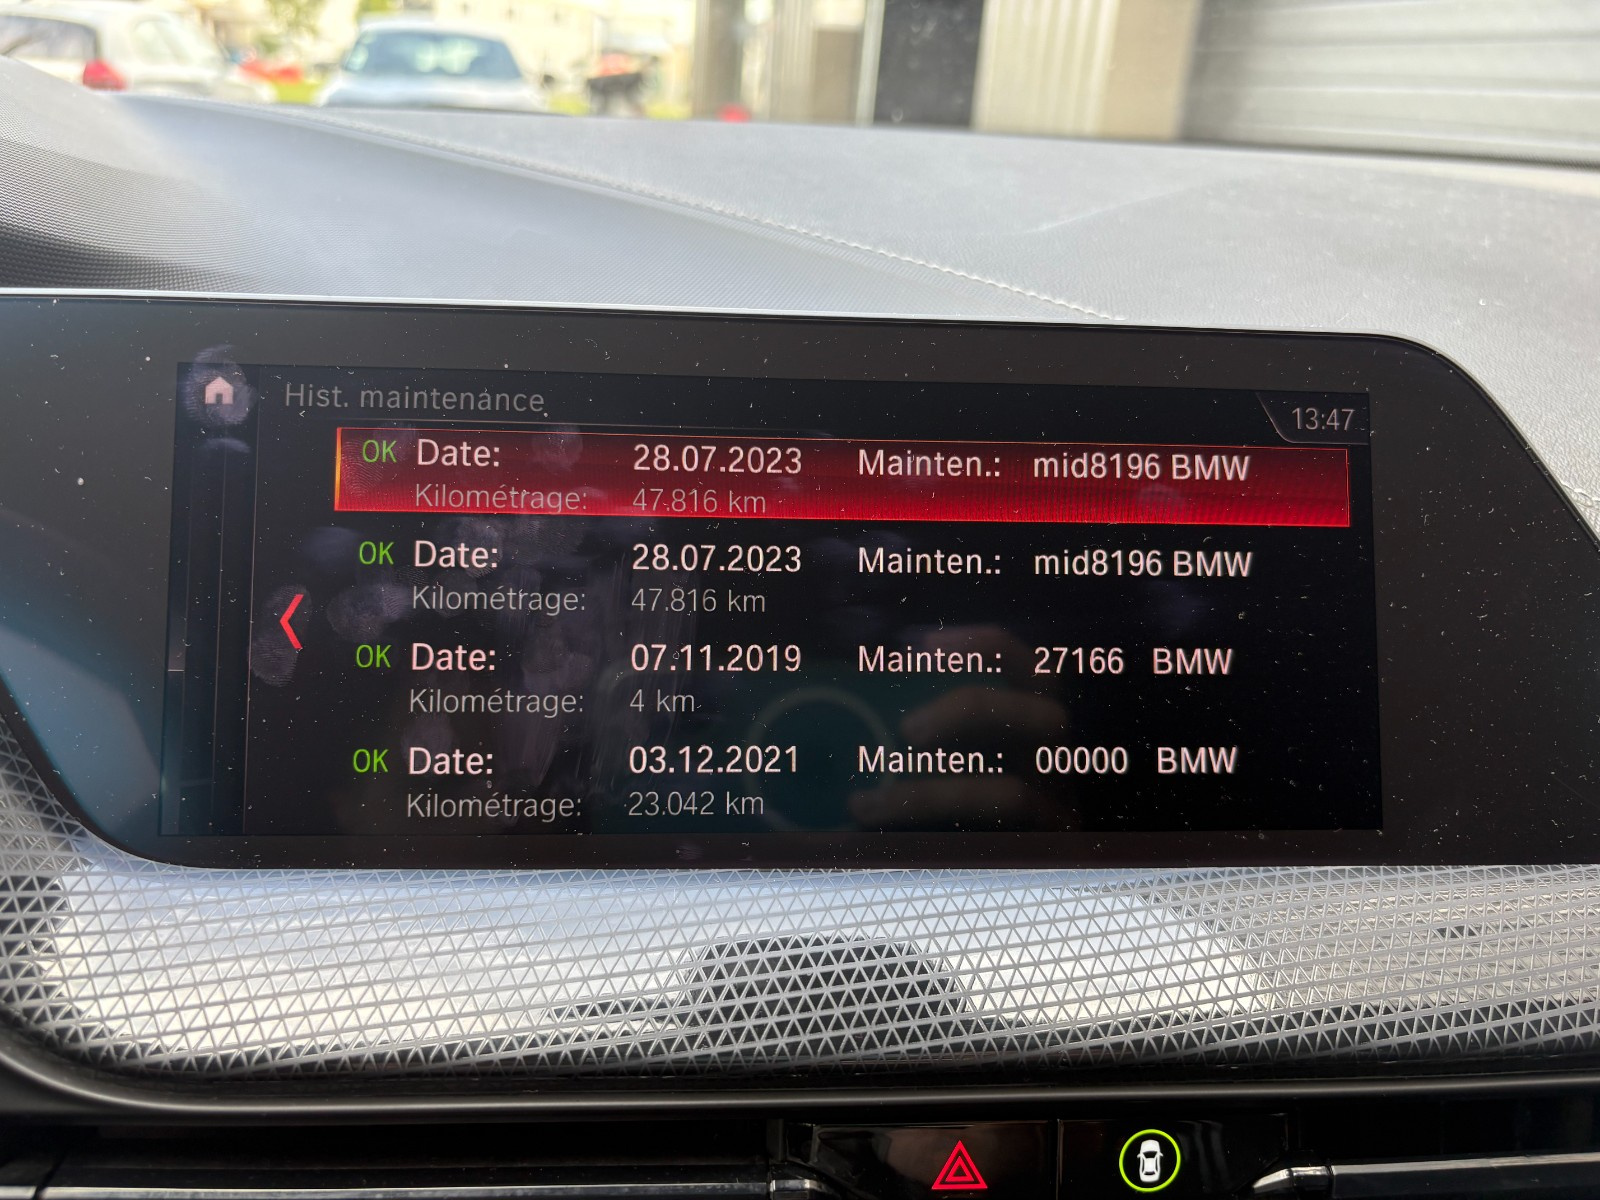 Hist. maintenance
13:47
OK Date: 28.07.2023 Mainten.: mid8196 BMW
Kilométrage: 47.816 km
OK Date: 28.07.2023 Mainten.: mid8196 BMW
Kilométrage: 47.816 km
OK Date: 07.11.2019 Mainten.: 27166 BMW
Kilométrage: 4 km
OK Date: 03.12.2021 Mainten.: 00000 BMW
Kilométrage: 23.042 km